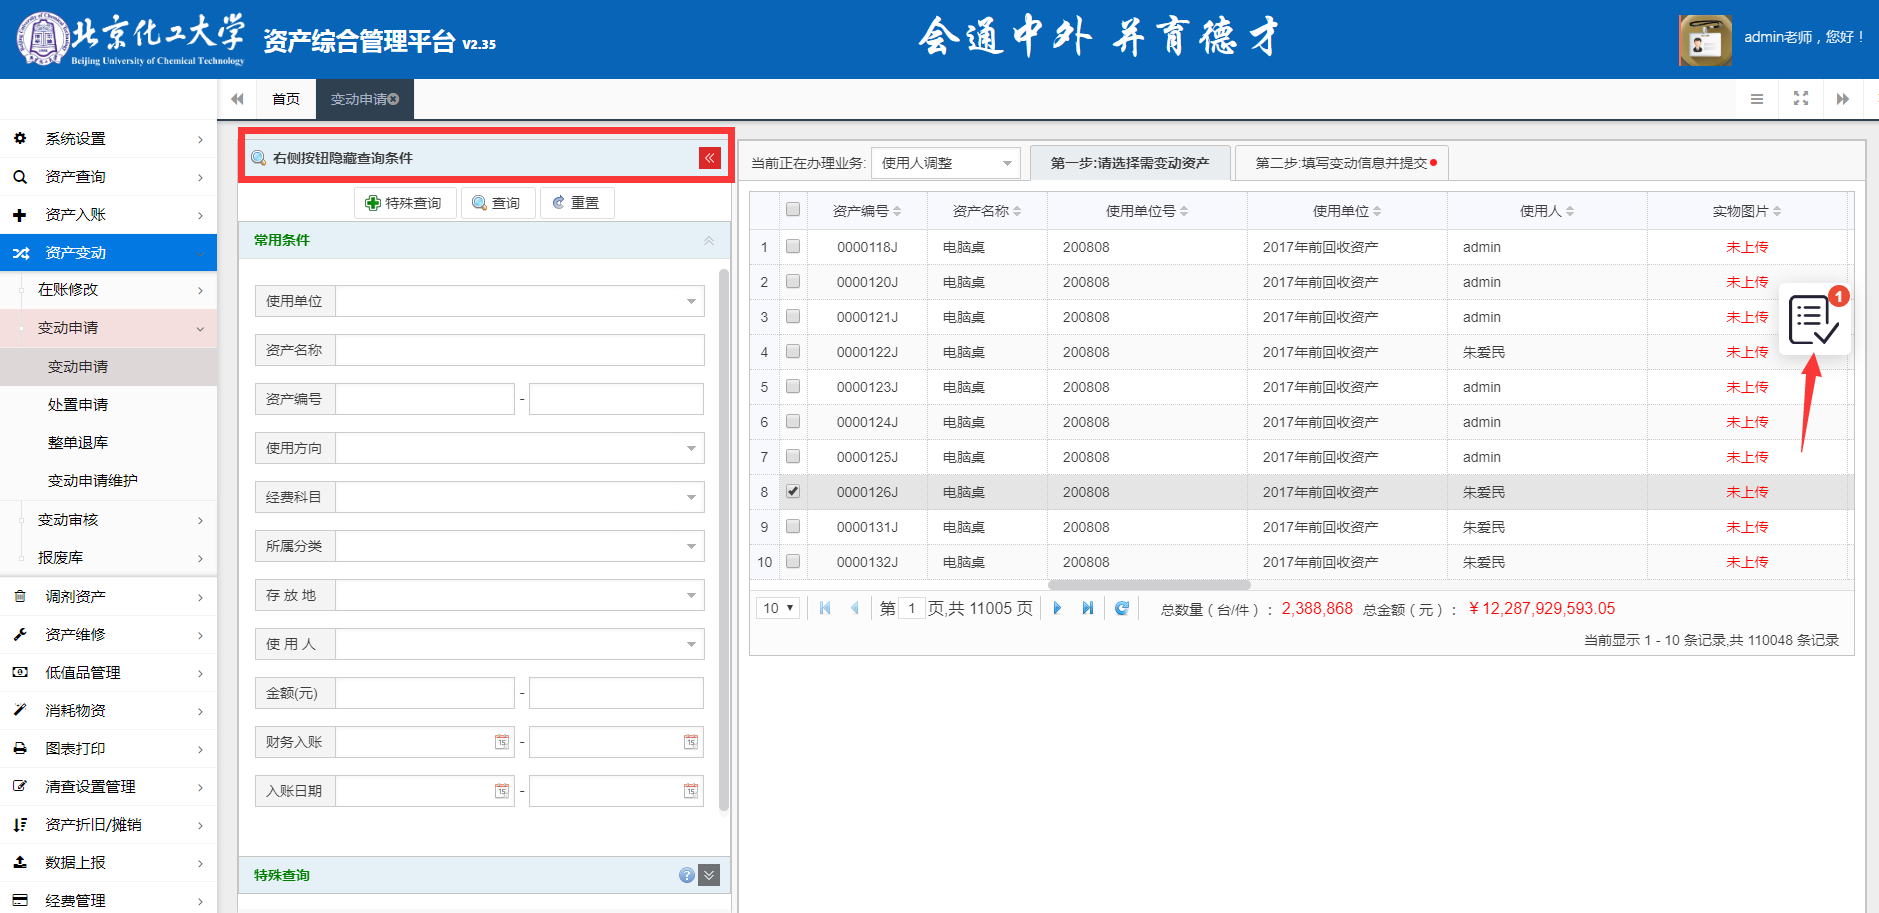 北京化工大学
Beijing University of Chemical Technology
资产综合管理平台 V2.35
会通中外 并育德才
admin老师，您好！
首页
变动申请
系统设置
资产查询
资产入账
资产变动
在账修改
变动申请
变动申请
处置申请
整单退库
变动申请维护
变动审核
报废库
调剂资产
资产维修
低值品管理
消耗物资
图表打印
清查设置管理
资产折旧/摊销
数据上报
经费管理
右侧按钮隐藏查询条件
特殊查询 查询 重置
常用条件
使用单位
资产名称
资产编号 -
使用方向
经费科目
所属分类
存 放 地
使 用 人
金额(元) -
财务入账 15 - 15
入账日期 15 - 15
特殊查询 ?
当前正在办理业务: 使用人调整 第一步:请选择需变动资产 第二步:填写变动信息并提交
资产编号 资产名称 使用单位号 使用单位 使用人 实物图片
1 0000118J 电脑桌 200808 2017年前回收资产 admin 未上传
2 0000120J 电脑桌 200808 2017年前回收资产 admin 未上传
3 0000121J 电脑桌 200808 2017年前回收资产 admin 未上传
4 0000122J 电脑桌 200808 2017年前回收资产 朱爱民 未上传
5 0000123J 电脑桌 200808 2017年前回收资产 admin 未上传
6 0000124J 电脑桌 200808 2017年前回收资产 admin 未上传
7 0000125J 电脑桌 200808 2017年前回收资产 admin 未上传
8 0000126J 电脑桌 200808 2017年前回收资产 朱爱民 未上传
9 0000131J 电脑桌 200808 2017年前回收资产 朱爱民 未上传
10 0000132J 电脑桌 200808 2017年前回收资产 朱爱民 未上传
1
10 第 1 页,共 11005 页 总数量（台/件）： 2,388,868 总金额（元）： ￥12,287,929,593.05
当前显示 1 - 10 条记录,共 110048 条记录